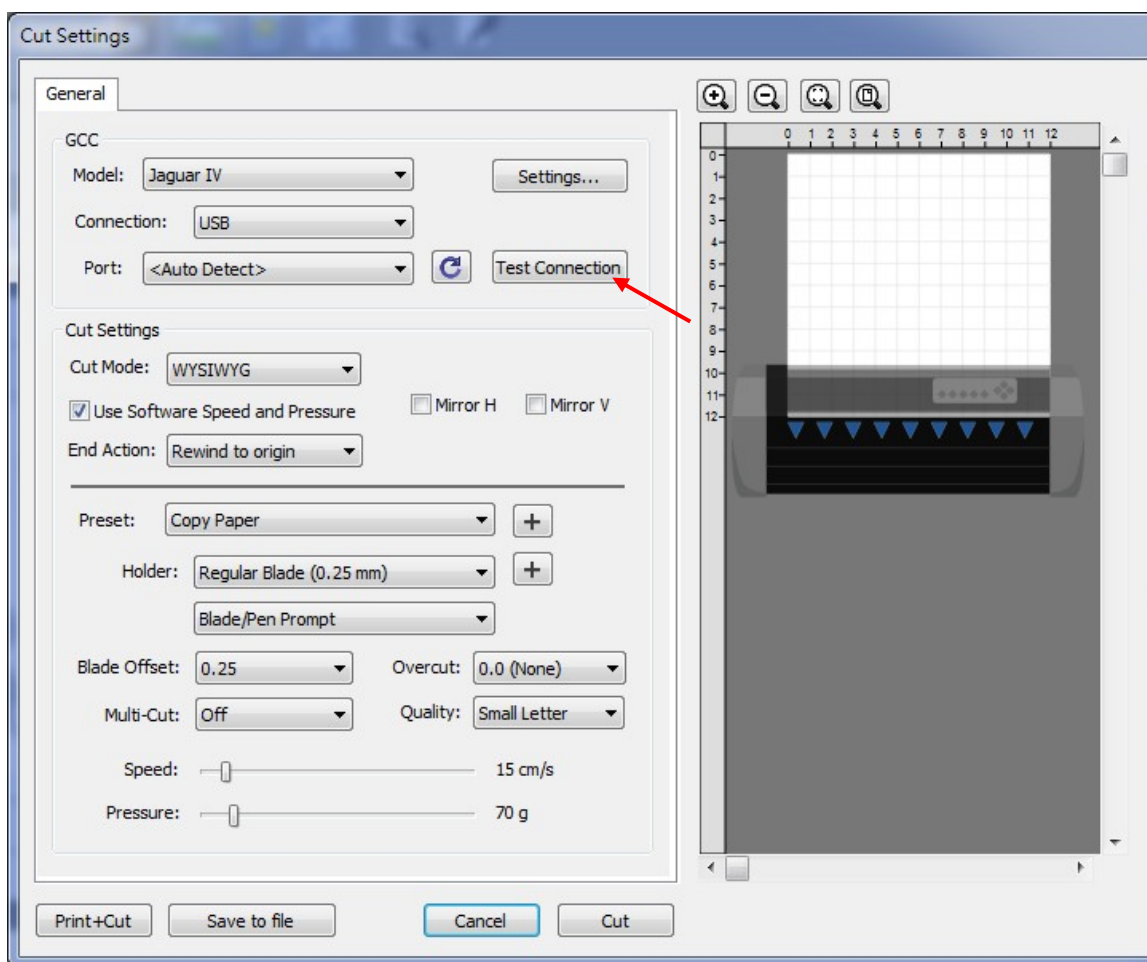 Cut Settings
General
GCC
Model: Jaguar IV Settings...
Connection: USB
Port: <Auto Detect> Test Connection
Cut Settings
Cut Mode: WYSIWYG
Use Software Speed and Pressure Mirror H Mirror V
End Action: Rewind to origin
Preset: Copy Paper +
Holder: Regular Blade (0.25 mm) +
Blade/Pen Prompt
Blade Offset: 0.25 Overcut: 0.0 (None)
Multi-Cut: Off Quality: Small Letter
Speed: 15 cm/s
Pressure: 70 g
Print+Cut Save to file Cancel Cut
0 1 2 3 4 5 6 7 8 9 10 11 12
0
1
2
3
4
5
6
7
8
9
10
11
12